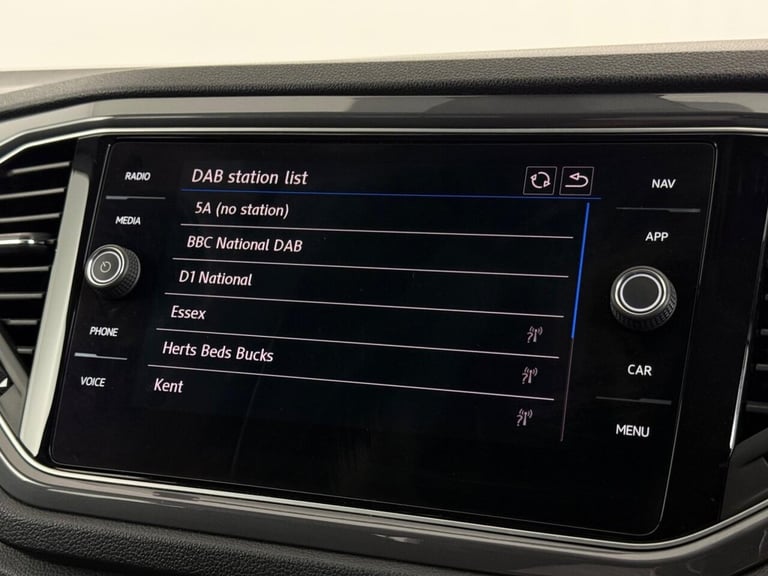 RADIO
MEDIA
PHONE
VOICE
DAB station list
5A (no station)
BBC National DAB
D1 National
Essex
Herts Beds Bucks
Kent
NAV
APP
CAR
MENU